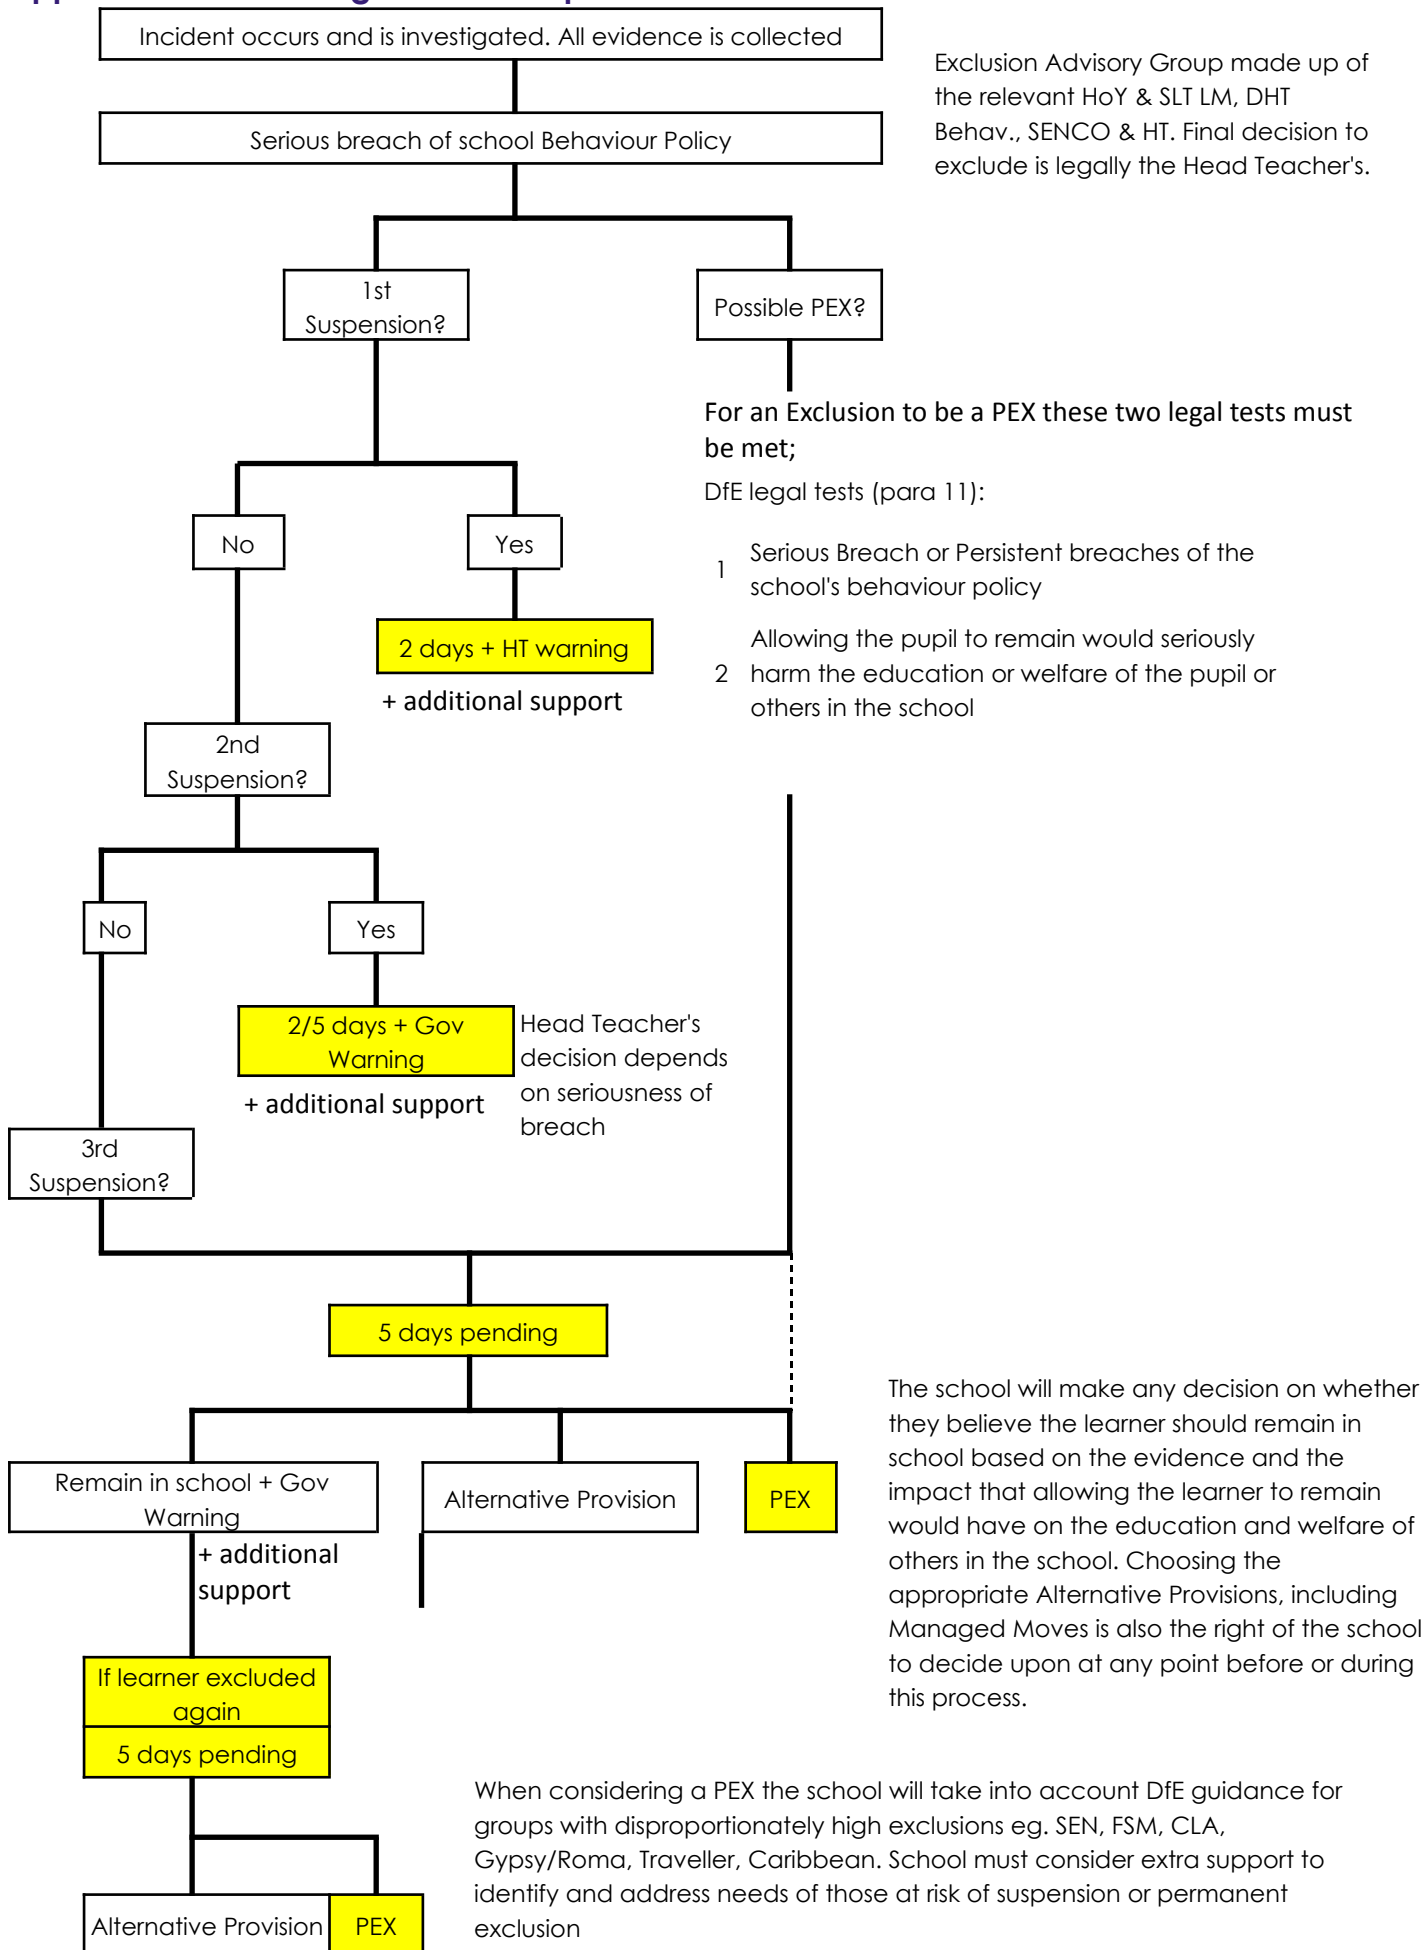 Incident occurs and is investigated. All evidence is collected
Exclusion Advisory Group made up of
the relevant HoY & SLT LM, DHT
Behav., SENCO & HT. Final decision to
exclude is legally the Head Teacher's.
Serious breach of school Behaviour Policy
1st
Suspension?
Possible PEX?
For an Exclusion to be a PEX these two legal tests must
be met;
DfE legal tests (para 11):
1 Serious Breach or Persistent breaches of the
school's behaviour policy
2 Allowing the pupil to remain would seriously
harm the education or welfare of the pupil or
others in the school
No
Yes
2 days + HT warning
+ additional support
2nd
Suspension?
No
Yes
2/5 days + Gov
Warning
+ additional support
Head Teacher's
decision depends
on seriousness of
breach
3rd
Suspension?
5 days pending
Remain in school + Gov
Warning
Alternative Provision
PEX
+ additional
support
The school will make any decision on whether
they believe the learner should remain in
school based on the evidence and the
impact that allowing the learner to remain
would have on the education and welfare of
others in the school. Choosing the
appropriate Alternative Provisions, including
Managed Moves is also the right of the school
to decide upon at any point before or during
this process.
If learner excluded
again
5 days pending
When considering a PEX the school will take into account DfE guidance for
groups with disproportionately high exclusions eg. SEN, FSM, CLA,
Gypsy/Roma, Traveller, Caribbean. School must consider extra support to
identify and address needs of those at risk of suspension or permanent
exclusion
Alternative Provision
PEX